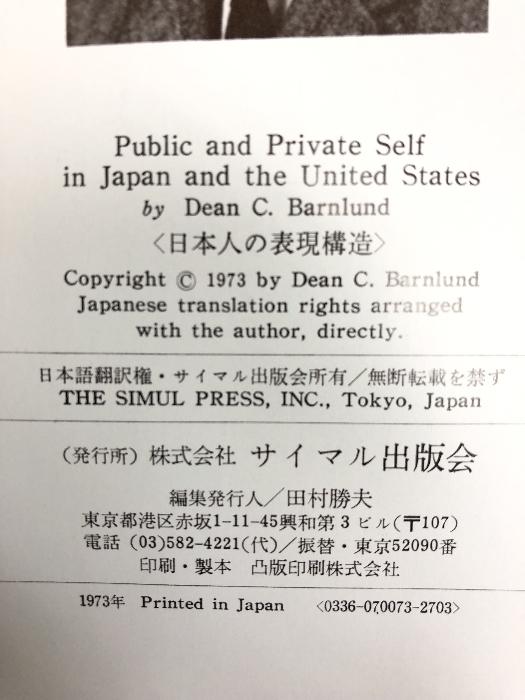 Public and Private Self
in Japan and the United States
by Dean C. Barnlund
〈日本人の表現構造〉
Copyright © 1973 by Dean C. Barnlund
Japanese translation rights arranged
with the author, directly.
日本語翻訳権・サイマル出版会所有／無断転載を禁ず
THE SIMUL PRESS, INC., Tokyo, Japan
(発行所) 株式会社 サイマル出版会
編集発行人／田村勝夫
東京都港区赤坂1-11-45興和第3ビル(〒107)
電話 (03)582-4221(代)／振替・東京52090番
印刷・製本 凸版印刷株式会社
1973年 Printed in Japan 〈0336-070073-2703〉